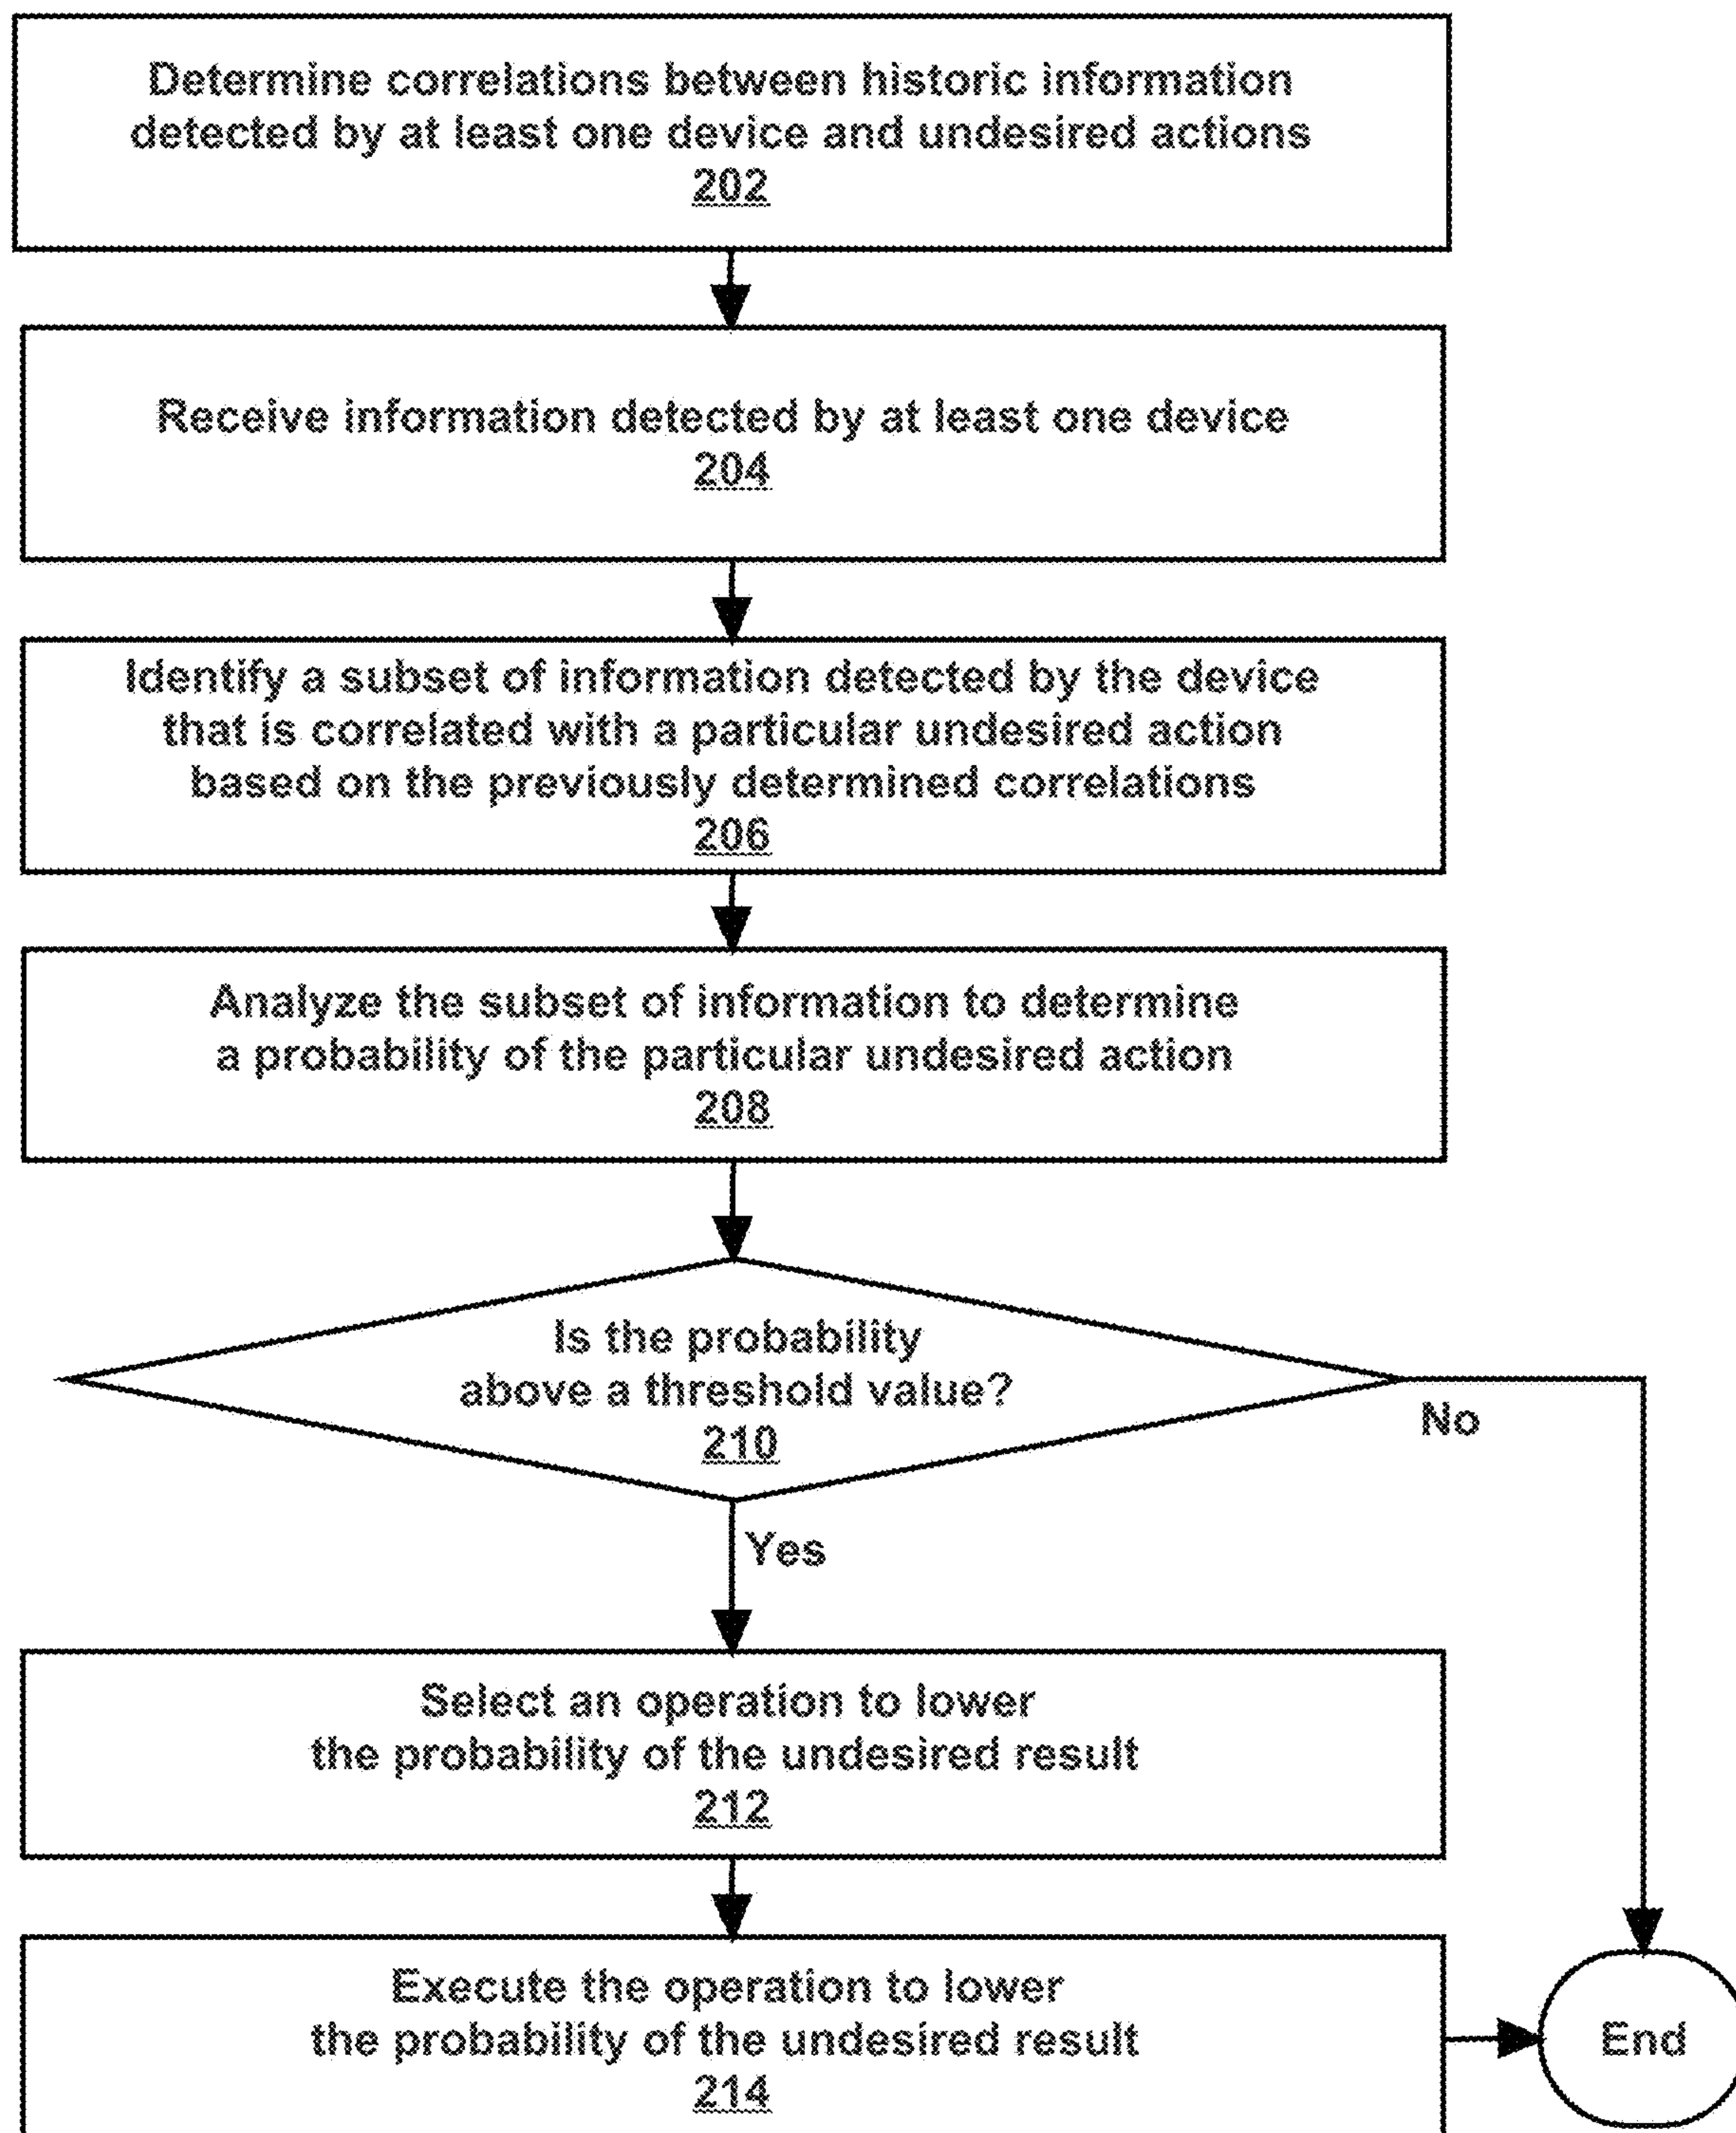 Determine correlations between historic information
detected by at least one device and undesired actions
202
Receive information detected by at least one device
204
Identify a subset of information detected by the device
that is correlated with a particular undesired action
based on the previously determined correlations
206
Analyze the subset of information to determine
a probability of the particular undesired action
208
Is the probability
above a threshold value?
210
No
Yes
Select an operation to lower
the probability of the undesired result
212
Execute the operation to lower
the probability of the undesired result
214
End